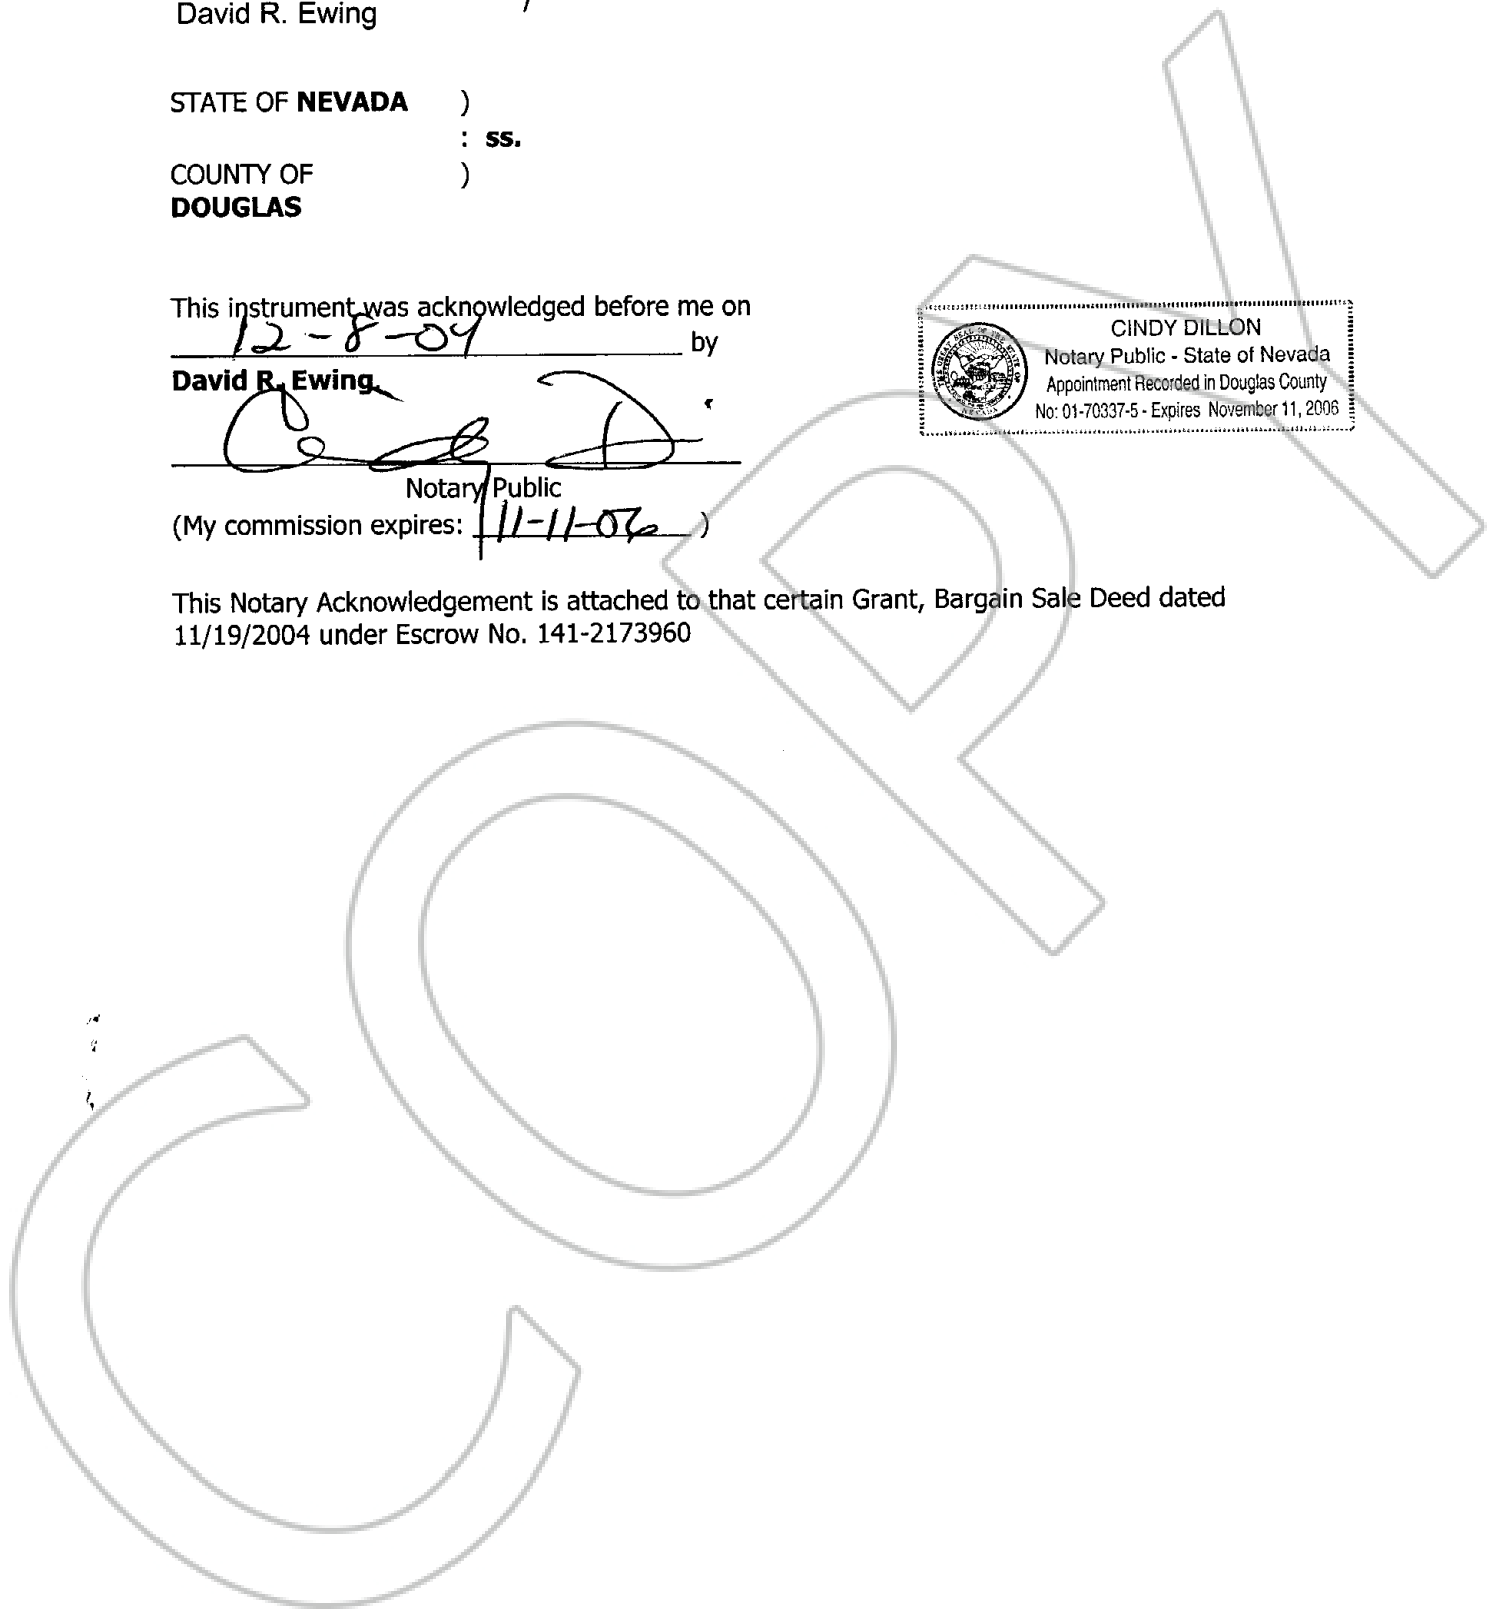 David R. Ewing
STATE OF NEVADA )
: ss.
COUNTY OF )
DOUGLAS
This instrument was acknowledged before me on
12-8-04 by
David R. Ewing.
Notary Public
(My commission expires: 11-11-06 )
CINDY DILLON
Notary Public - State of Nevada
Appointment Recorded in Douglas County
No: 01-70337-5 - Expires November 11, 2006
This Notary Acknowledgement is attached to that certain Grant, Bargain Sale Deed dated
11/19/2004 under Escrow No. 141-2173960
COPY